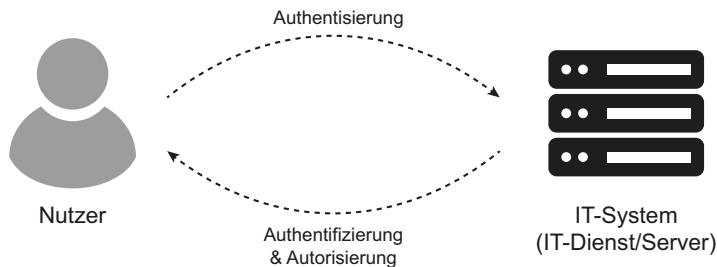 Authentisierung
Nutzer
IT-System
(IT-Dienst/Server)
Authentifizierung
& Autorisierung